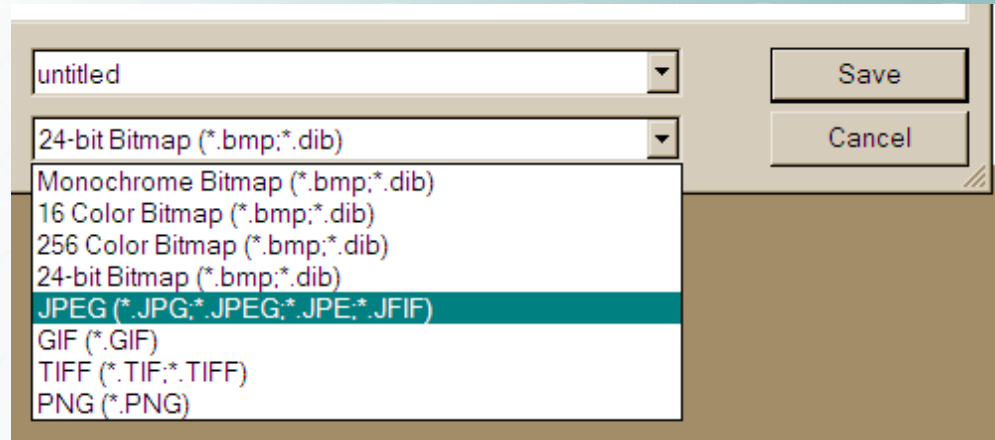 untitled
Save
24-bit Bitmap (*.bmp;*.dib)
Cancel
Monochrome Bitmap (*.bmp;*.dib)
16 Color Bitmap (*.bmp;*.dib)
256 Color Bitmap (*.bmp;*.dib)
24-bit Bitmap (*.bmp;*.dib)
JPEG (*.JPG;*.JPEG;*.JPE;*.JFIF)
GIF (*.GIF)
TIFF (*.TIF;*.TIFF)
PNG (*.PNG)